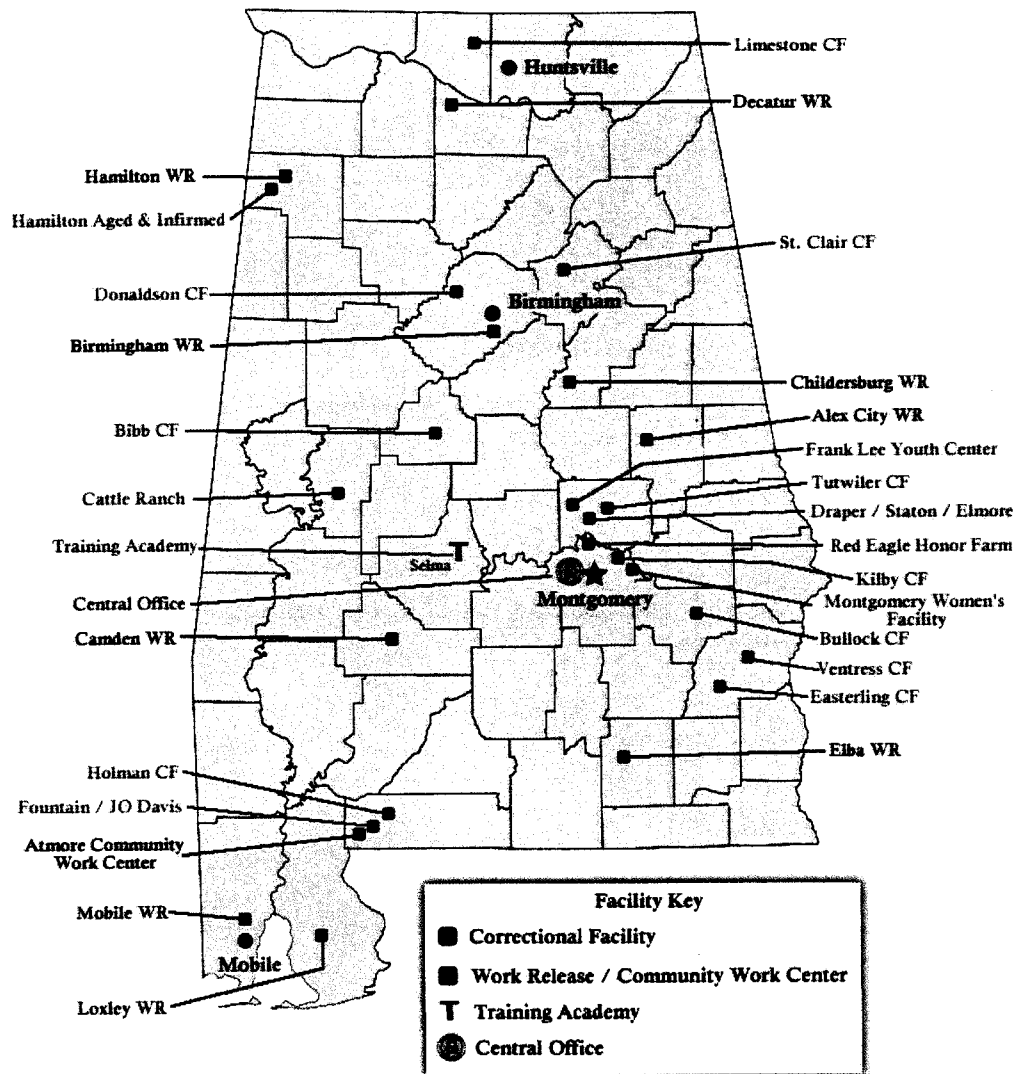 Limestone CF
Huntsville
Decatur WR
Hamilton WR
Hamilton Aged & Infirmed
St. Clair CF
Donaldson CF
Birmingham
Birmingham WR
Childersburg WR
Alex City WR
Bibb CF
Frank Lee Youth Center
Tutwiler CF
Cattle Ranch
Draper / Staton / Elmore
Training Academy
T
Selma
Red Eagle Honor Farm
Kilby CF
Central Office
Montgomery
Montgomery Women's
Facility
Camden WR
Bullock CF
Ventress CF
Easterling CF
Elba WR
Holman CF
Fountain / JO Davis
Atmore Community
Work Center
Mobile WR
Mobile
Loxley WR
Facility Key
Correctional Facility
Work Release / Community Work Center
T Training Academy
Central Office